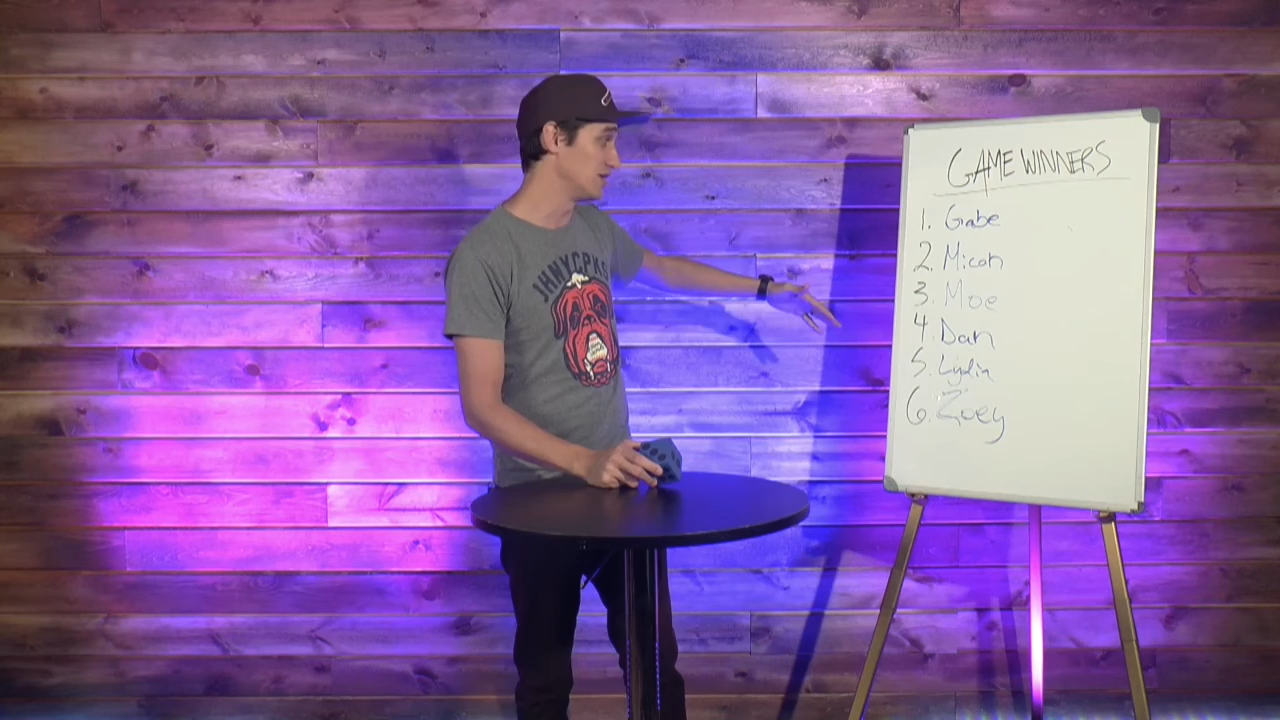 GAME WINNERS
1. Gabe
2. Micah
3. Moe
4 Dan
5. Lydia
6. Zoey
JHNYCPKS